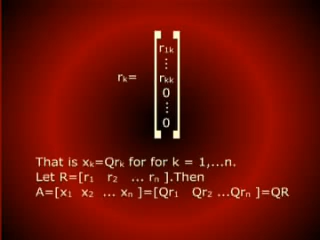 r1k
⋮
rk= rkk
0
⋮
0
That is xk=Qrk for for k = 1,...n.
Let R=[r1 r2 ... rn ].Then
A=[x1 x2 ... xn ]=[Qr1 Qr2 ...Qrn ]=QR